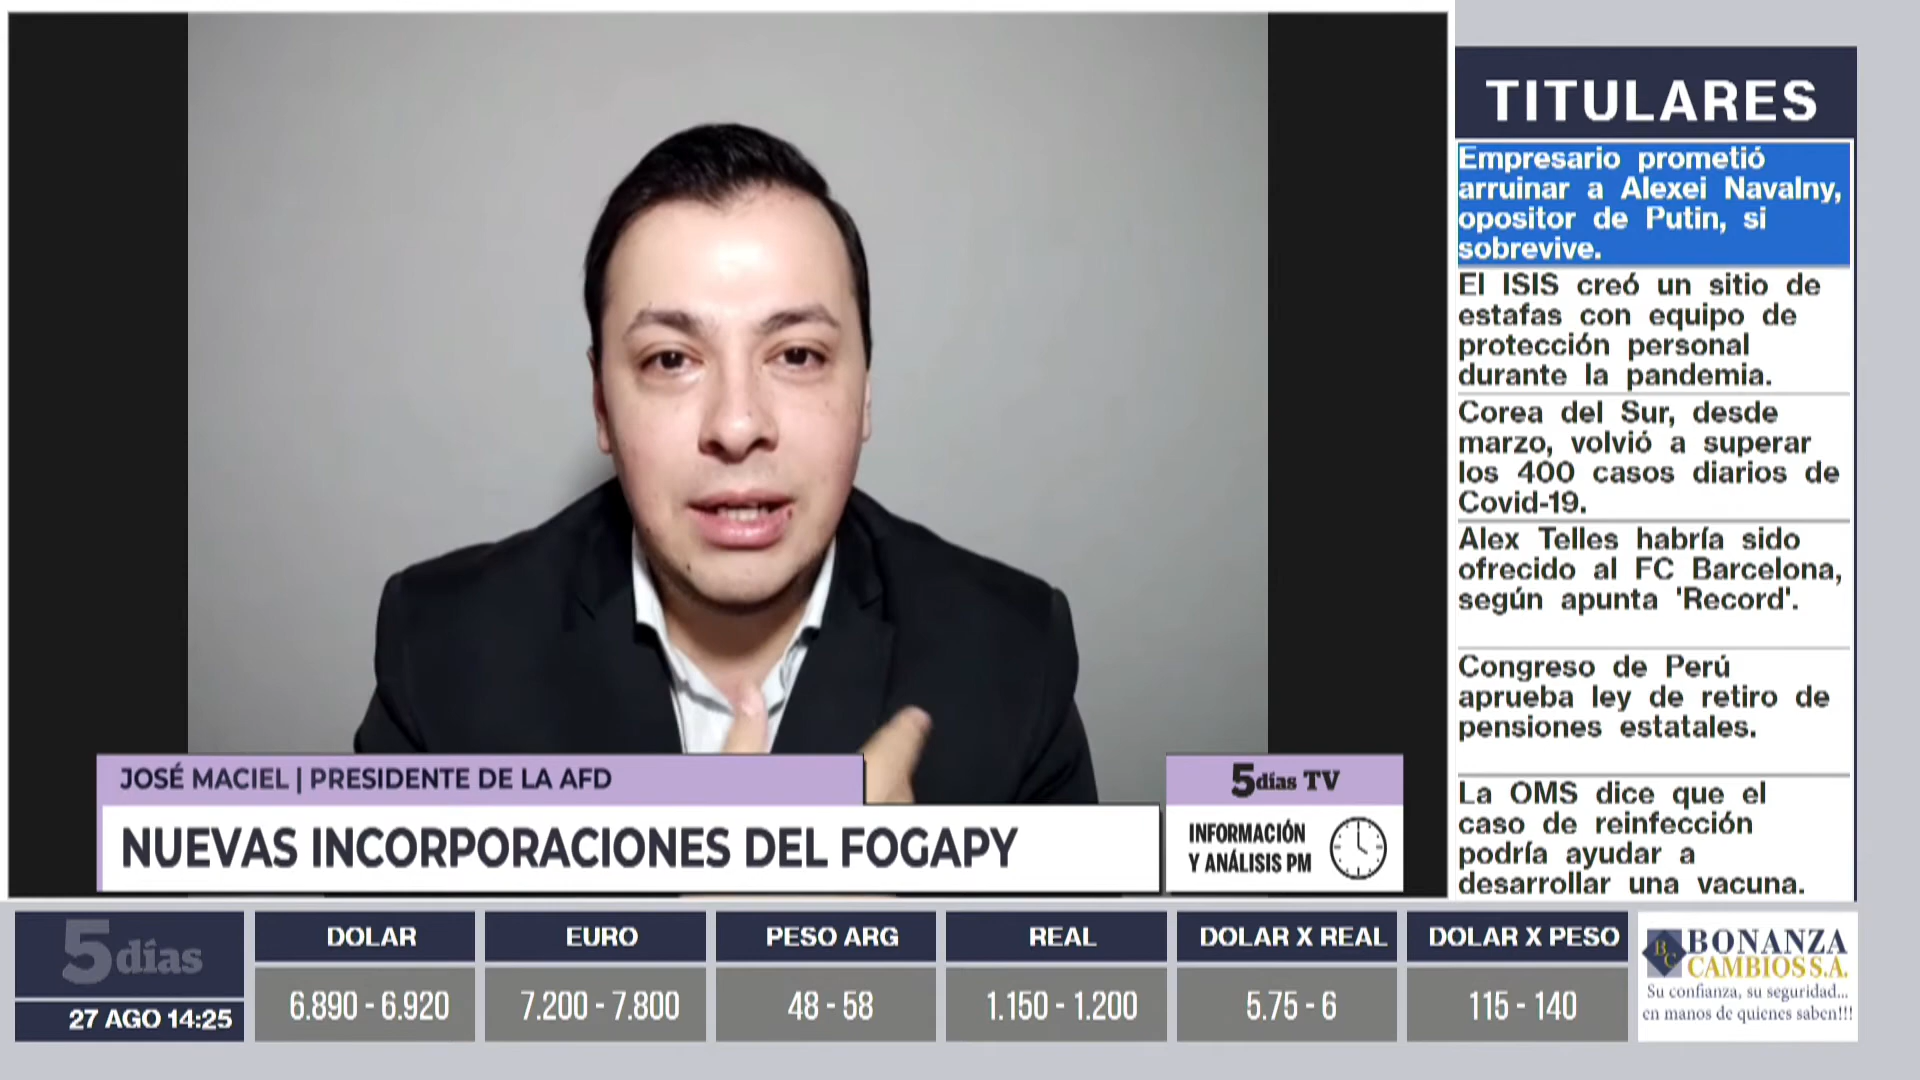 TITULARES
Empresario prometió
arruinar a Alexei Navalny,
opositor de Putin, si
sobrevive.
El ISIS creó un sitio de
estafas con equipo de
protección personal
durante la pandemia.
Corea del Sur, desde
marzo, volvió a superar
los 400 casos diarios de
Covid-19.
Alex Telles habría sido
ofrecido al FC Barcelona,
según apunta 'Record'.
Congreso de Perú
aprueba ley de retiro de
pensiones estatales.
La OMS dice que el
caso de reinfección
podría ayudar a
desarrollar una vacuna.
JOSÉ MACIEL | PRESIDENTE DE LA AFD
NUEVAS INCORPORACIONES DEL FOGAPY
5días TV
INFORMACIÓN
Y ANÁLISIS PM
5días
27 AGO 14:25
DOLAR
6.890 - 6.920
EURO
7.200 - 7.800
PESO ARG
48 - 58
REAL
1.150 - 1.200
DOLAR X REAL
5.75 - 6
DOLAR X PESO
115 - 140
BC
BONANZA
CAMBIOS S.A.
Su confianza, su seguridad...
en manos de quienes saben!!!